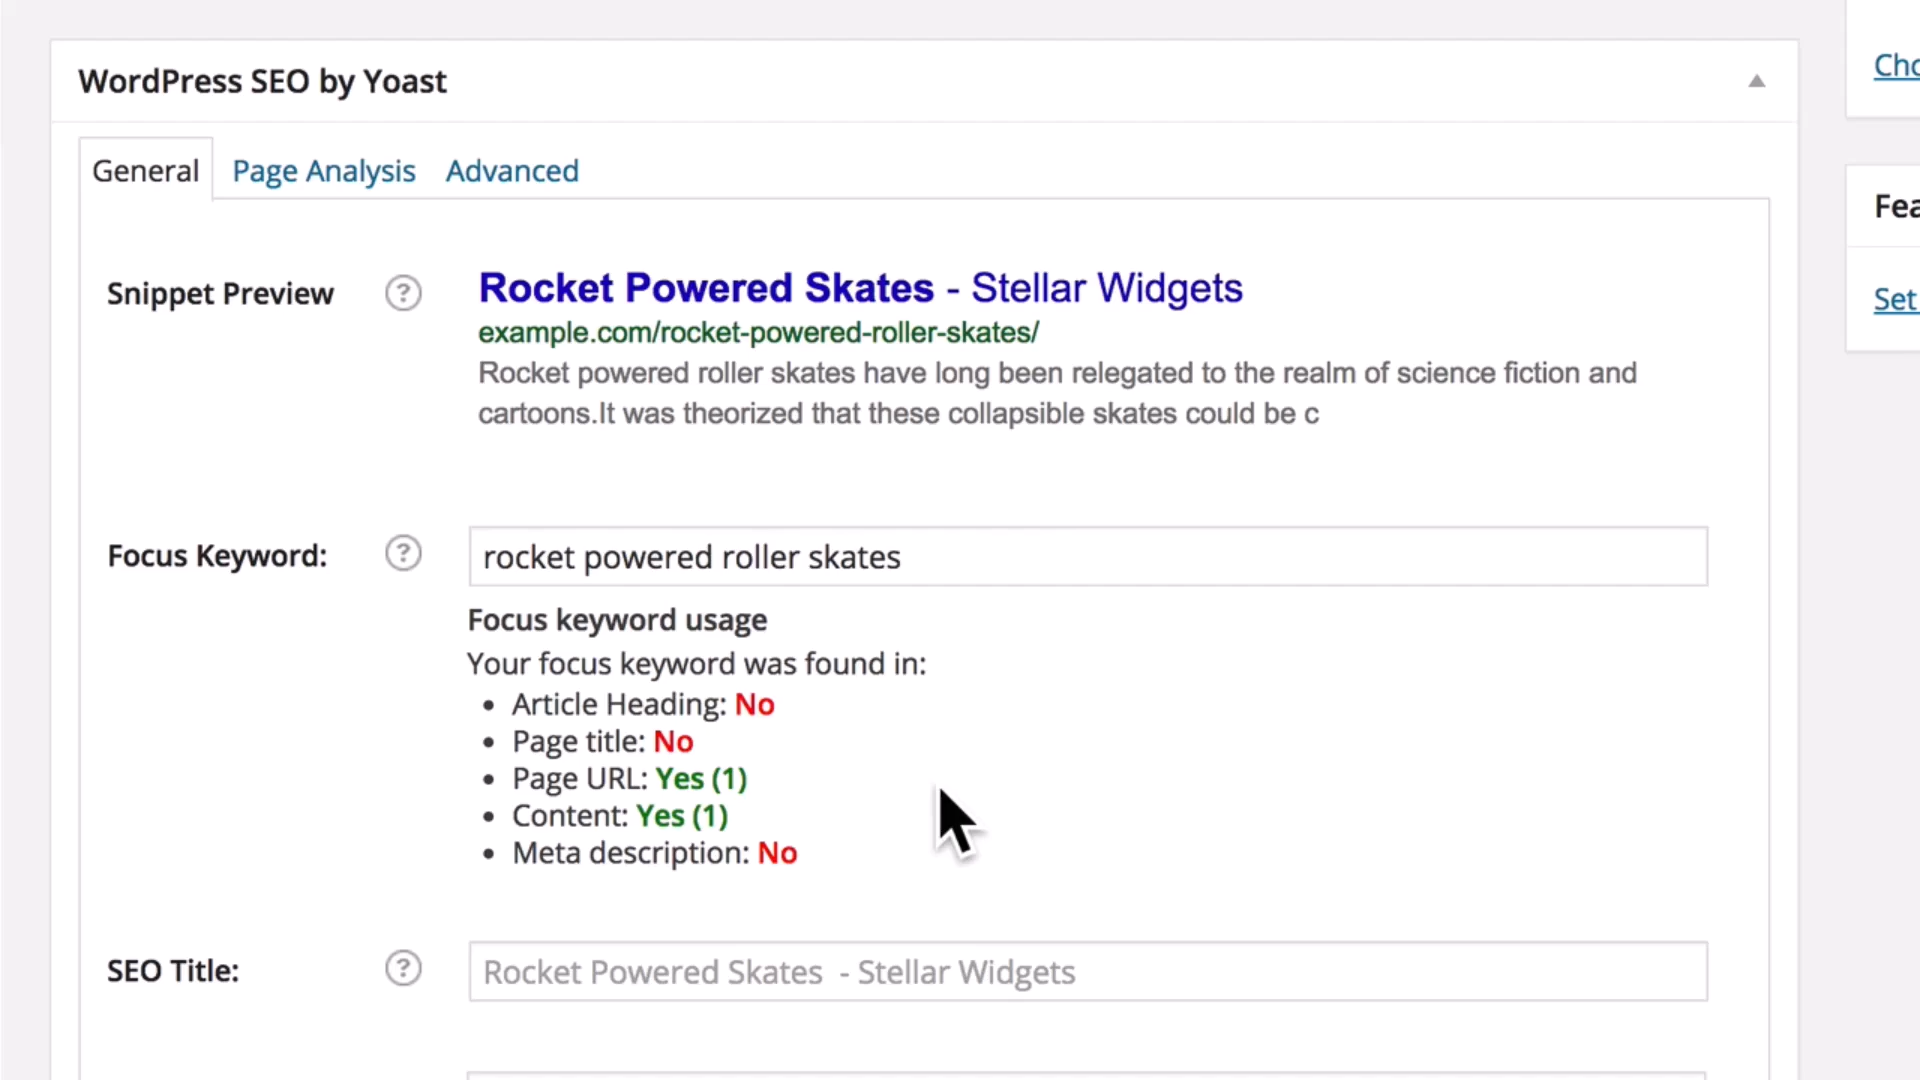 WordPress SEO by Yoast
General Page Analysis Advanced
Snippet Preview ? Rocket Powered Skates - Stellar Widgets
example.com/rocket-powered-roller-skates/
Rocket powered roller skates have long been relegated to the realm of science fiction and
cartoons.It was theorized that these collapsible skates could be c
Focus Keyword: ? rocket powered roller skates
Focus keyword usage
Your focus keyword was found in:
• Article Heading: No
• Page title: No
• Page URL: Yes (1)
• Content: Yes (1)
• Meta description: No
SEO Title: ? Rocket Powered Skates - Stellar Widgets
Cho
Fea
Set